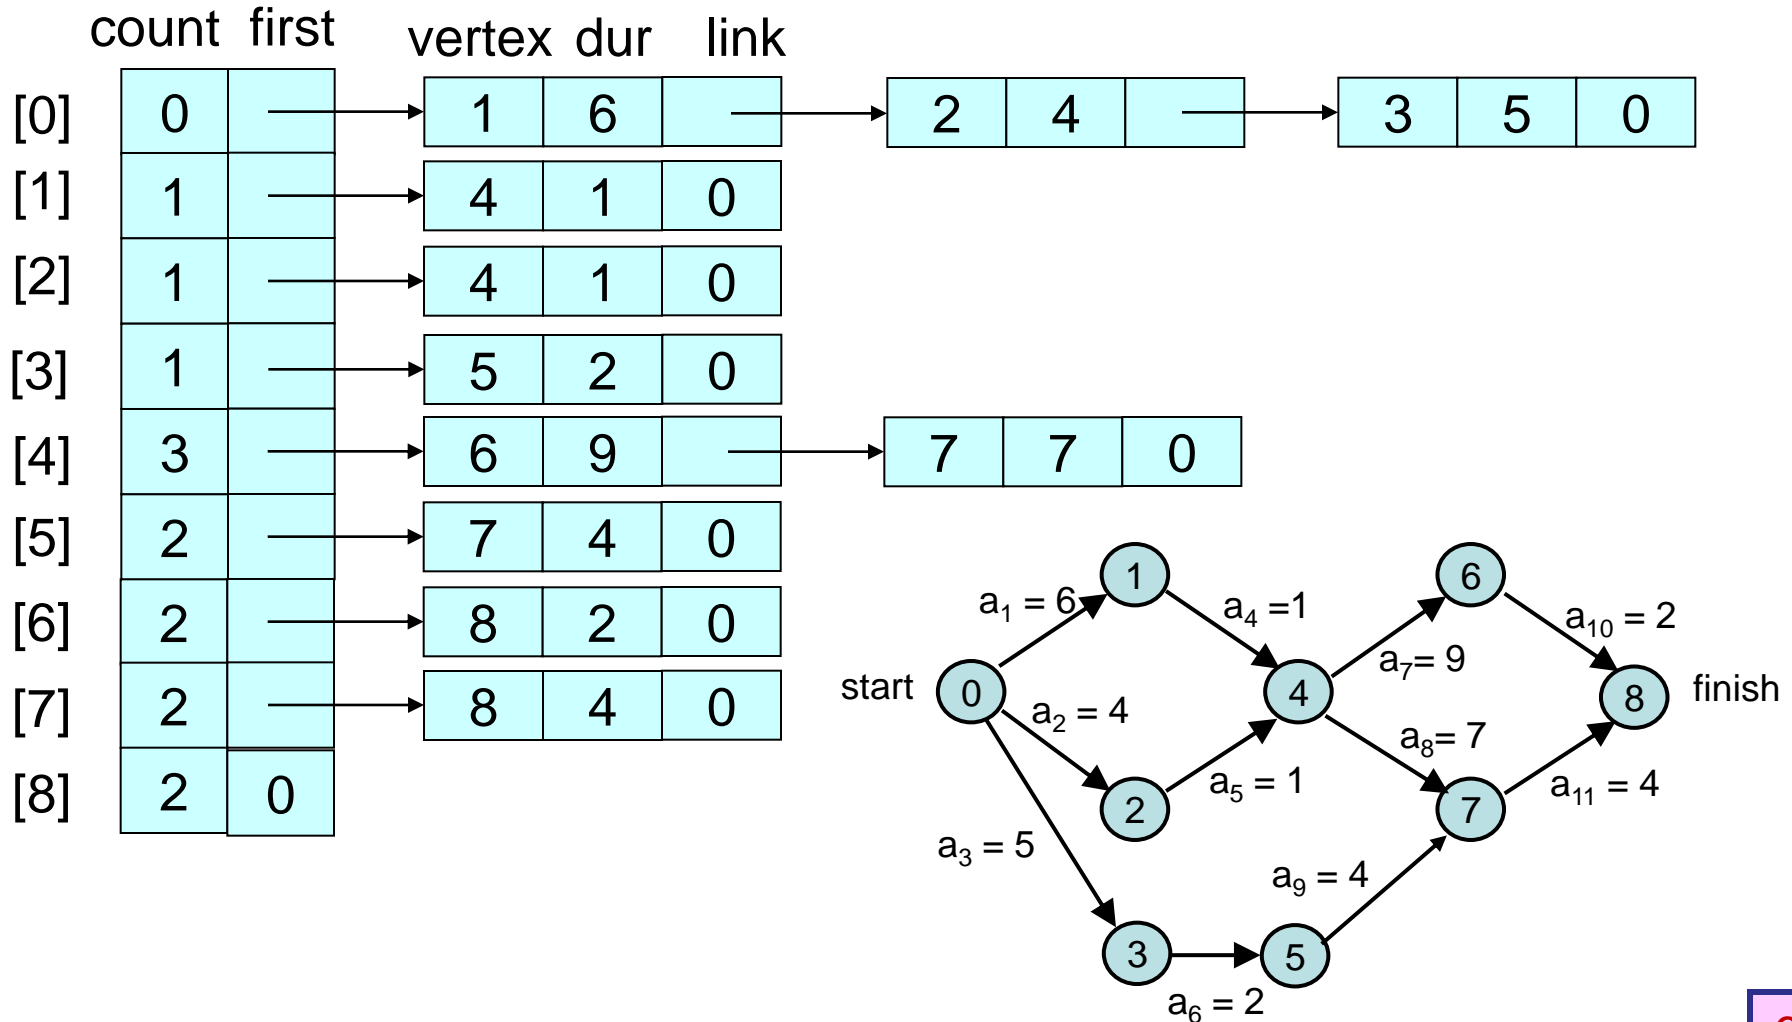 count first vertex dur link
[0] 0 1 6 2 4 3 5 0
[1] 1 4 1 0
[2] 1 4 1 0
[3] 1 5 2 0
[4] 3 6 9 7 7 0
[5] 2 7 4 0
[6] 2 8 2 0
[7] 2 8 4 0
[8] 2 0
1 6
a₁ = 6 a₄ =1 a₁₀ = 2
a₇= 9
start 0 4 8 finish
a₂ = 4 a₈= 7
a₅ = 1 a₁₁ = 4
2 7
a₃ = 5
a₉ = 4
3 5
a₆ = 2